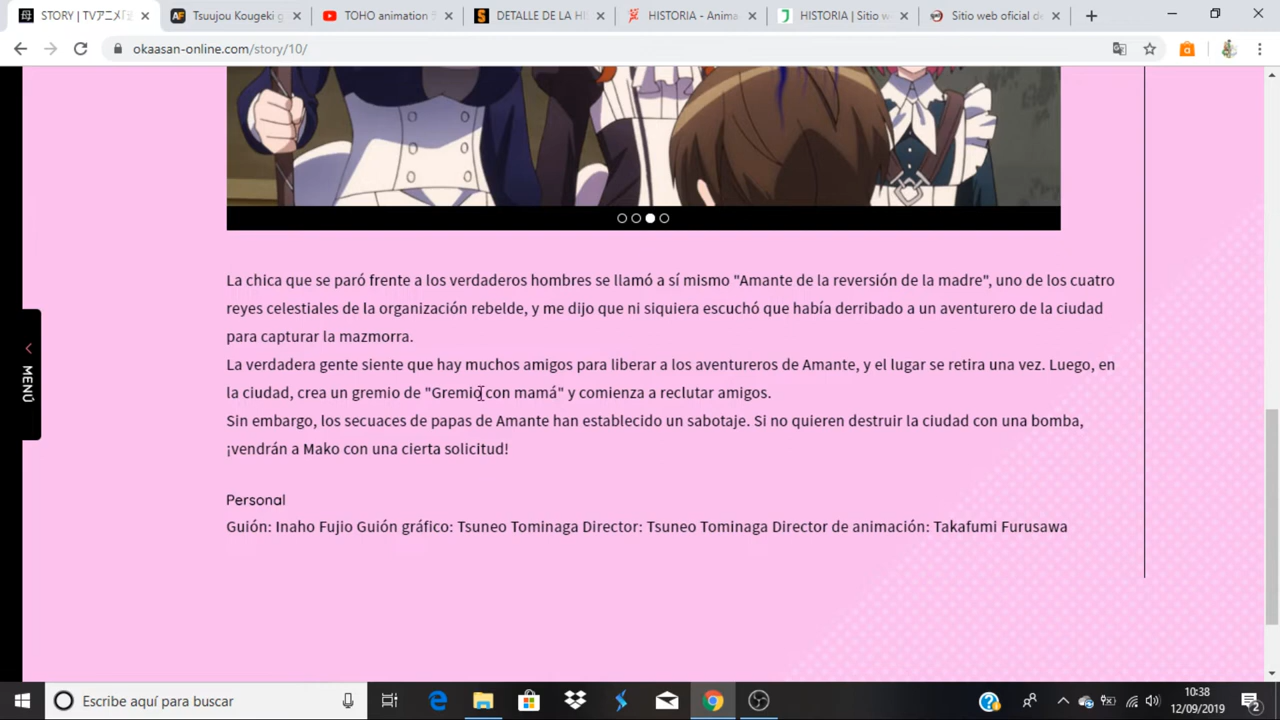 STORY | TVアニメ「
Tsuujou Kougeki g
TOHO animation チ
DETALLE DE LA HI
HISTORIA - Anima
HISTORIA | Sitio w
Sitio web oficial de
okaasan-online.com/story/10/
La chica que se paró frente a los verdaderos hombres se llamó a sí mismo "Amante de la reversión de la madre", uno de los cuatro
reyes celestiales de la organización rebelde, y me dijo que ni siquiera escuchó que había derribado a un aventurero de la ciudad
para capturar la mazmorra.
La verdadera gente siente que hay muchos amigos para liberar a los aventureros de Amante, y el lugar se retira una vez. Luego, en
MENÚ
la ciudad, crea un gremio de "Gremio con mamá" y comienza a reclutar amigos.
Sin embargo, los secuaces de papas de Amante han establecido un sabotaje. Si no quieren destruir la ciudad con una bomba,
¡vendrán a Mako con una cierta solicitud!
Personal
Guión: Inaho Fujio Guión gráfico: Tsuneo Tominaga Director: Tsuneo Tominaga Director de animación: Takafumi Furusawa
Escribe aquí para buscar
10:38
12/09/2019
2